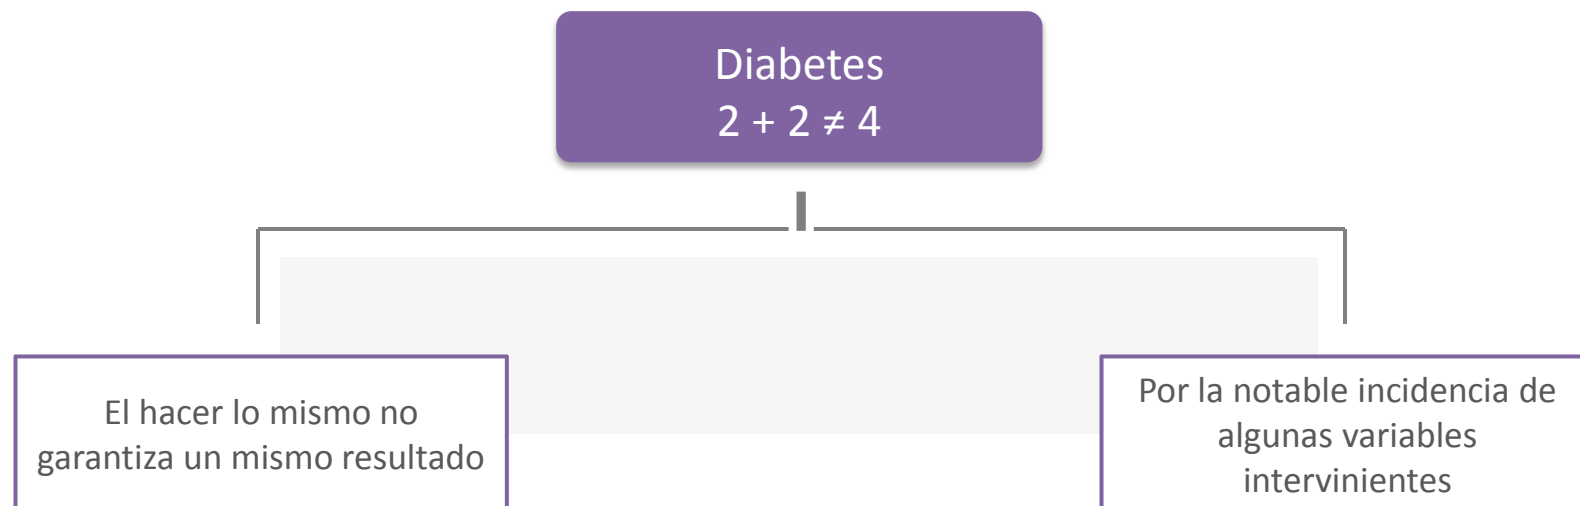 Diabetes
2 + 2 ≠ 4
El hacer lo mismo no
garantiza un mismo resultado
Por la notable incidencia de
algunas variables
intervinientes